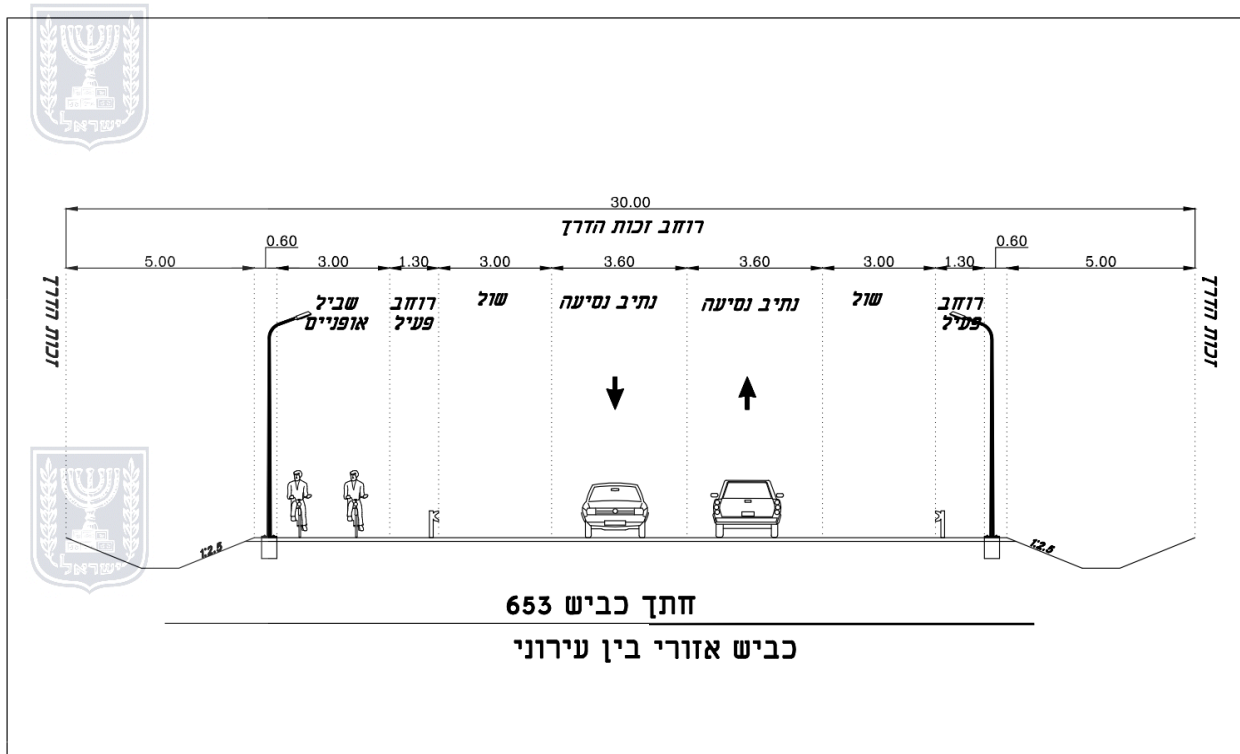 ישראל
30.00
רוחב זכות הדרך
0.60
0.60
5.00
3.00
1.30
3.00
3.60
3.60
3.00
1.30
5.00
זכות הדרך
שביל
אופניים
רוחב
פעיל
שול
נתיב נסיעה
נתיב נסיעה
שול
רוחב
פעיל
זכות הדרך
ישראל
1:2.5
1:2.5
חתך כביש 653
כביש אזורי בין עירוני